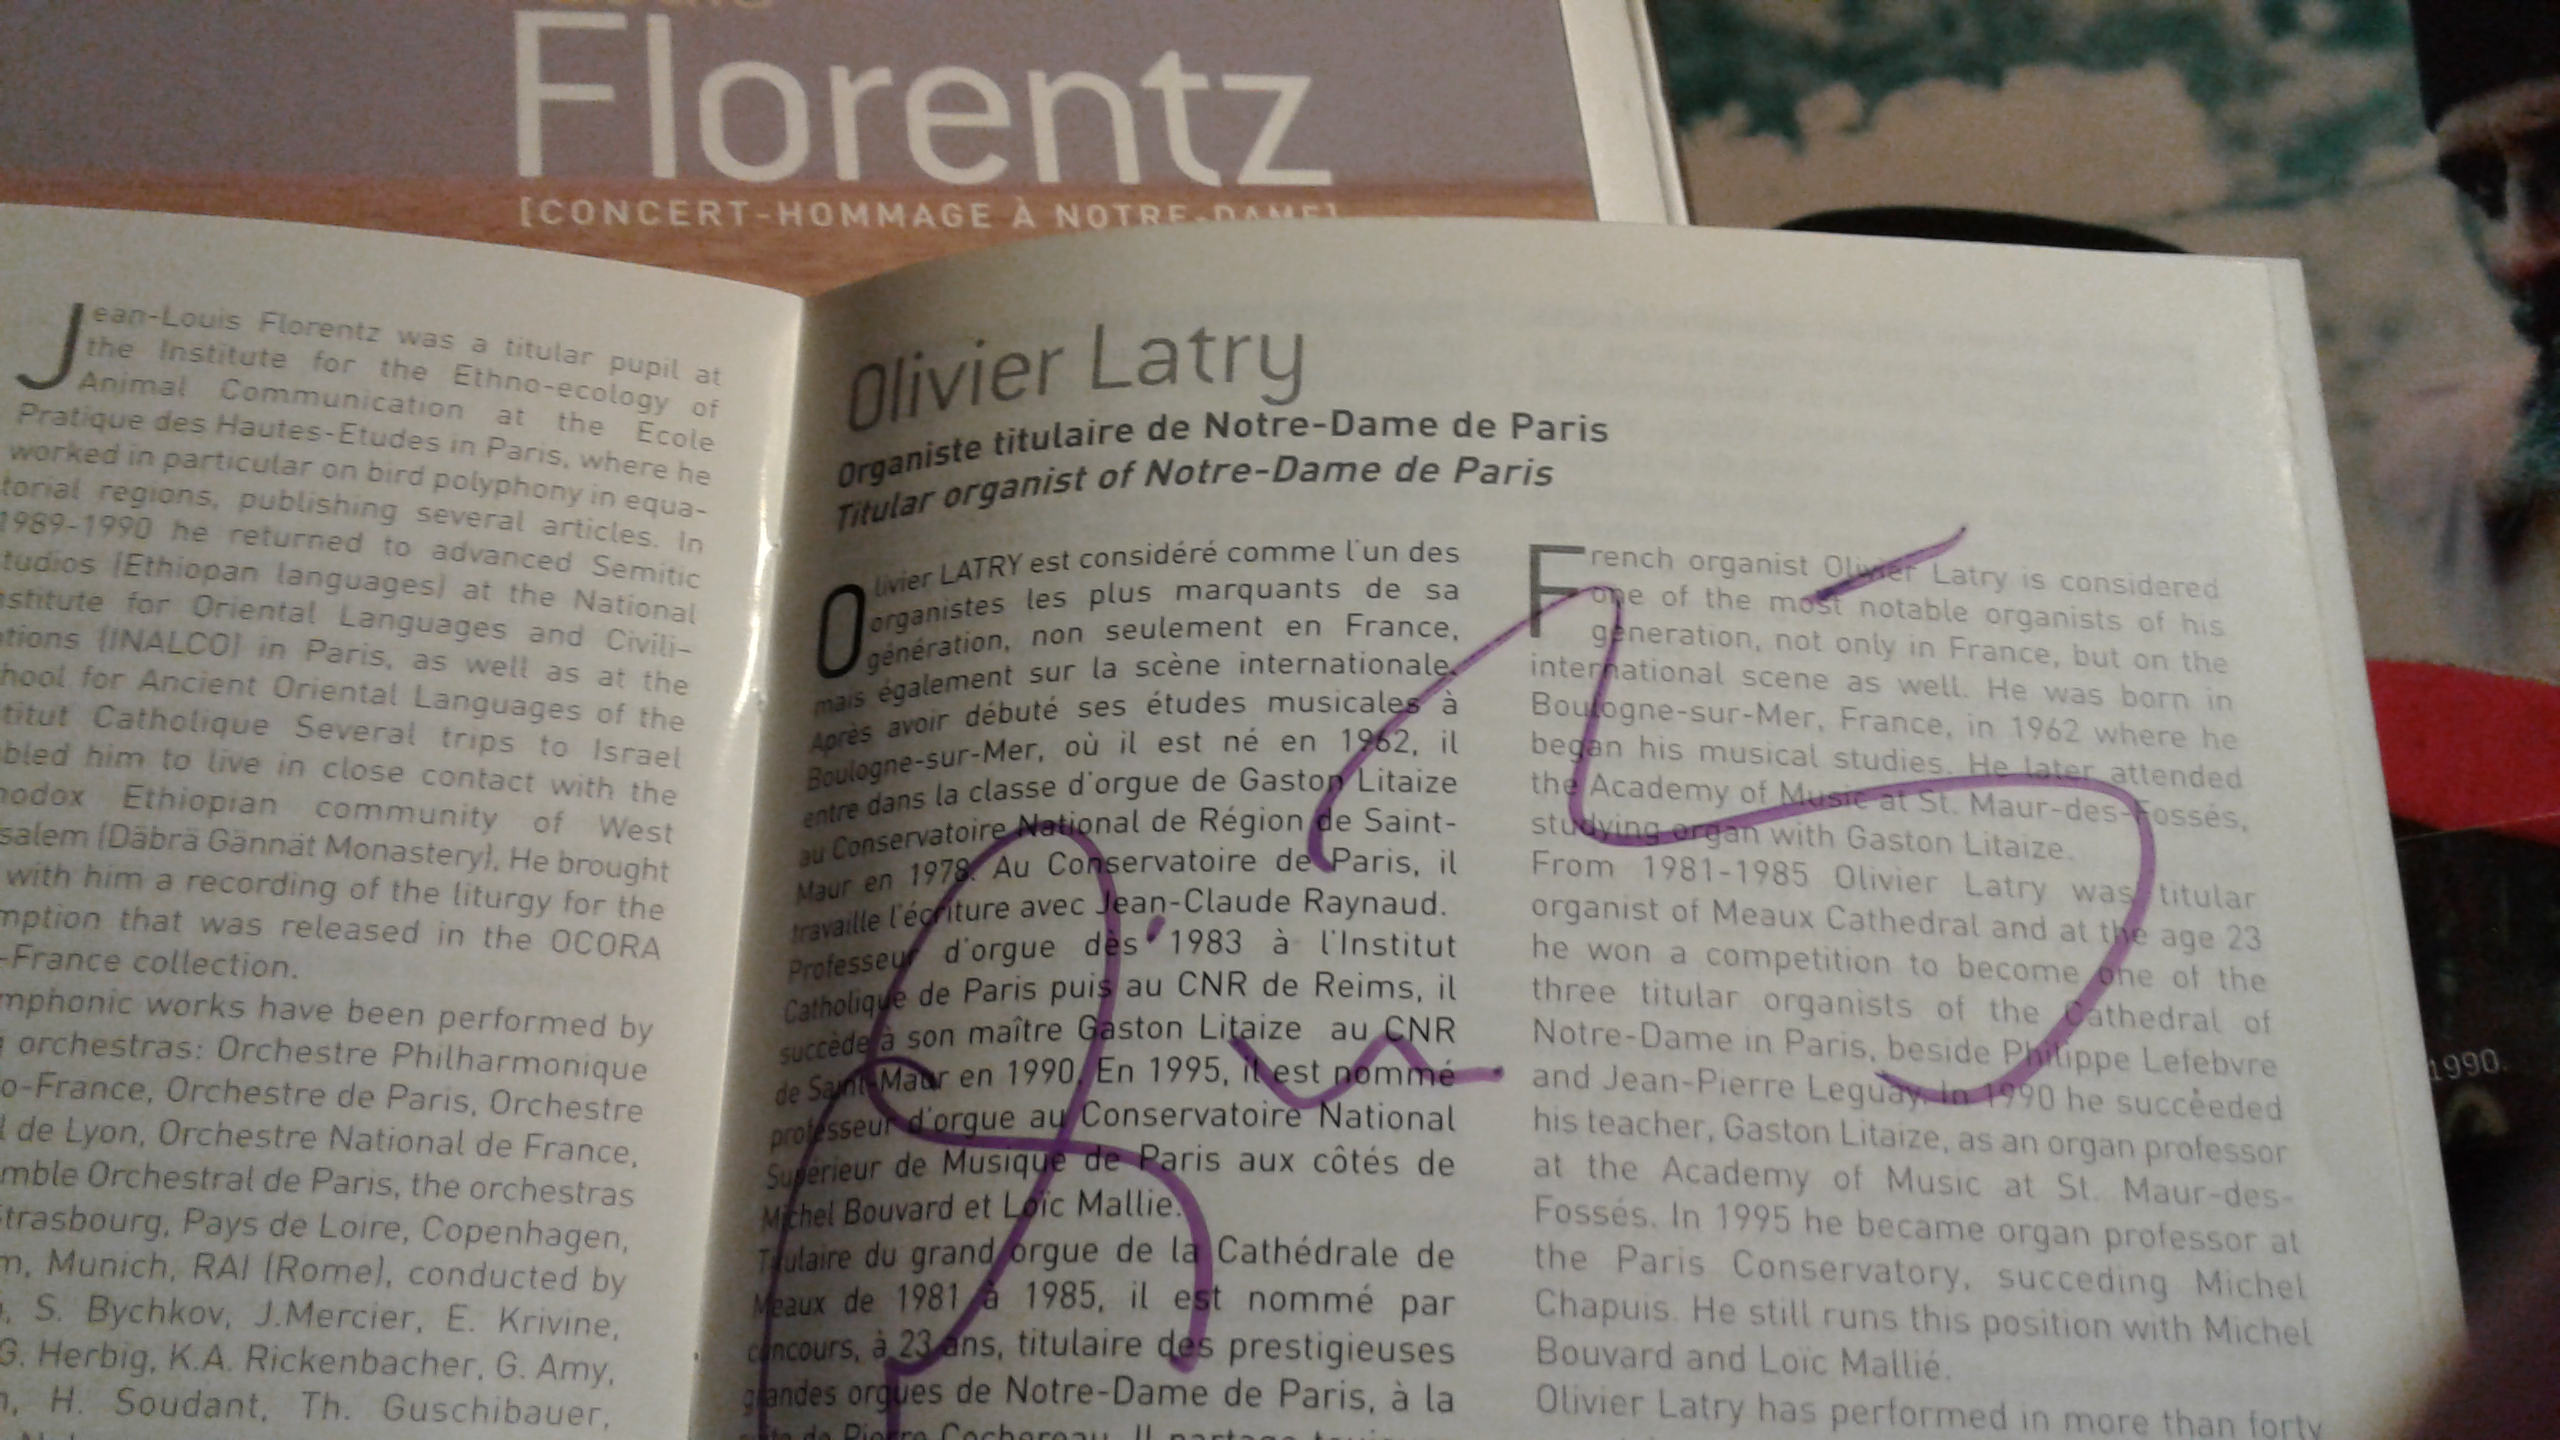 Florentz
[CONCERT-HOMMAGE À NOTRE-DAME]
Jean-Louis Florentz was a titular pupil at
the Institute for the Ethno-ecology of
Animal Communication at the Ecole
Pratique des Hautes-Etudes in Paris, where he
worked in particular on bird polyphony in equa-
torial regions, publishing several articles. In
1989-1990 he returned to advanced Semitic
tudios (Ethiopan languages) at the National
nstitute for Oriental Languages and Civili-
ations (INALCO) in Paris, as well as at the
hool for Ancient Oriental Languages of the
titut Catholique Several trips to Israel
bled him to live in close contact with the
hodox Ethiopian community of West
salem (Däbrä Gännät Monastery). He brought
with him a recording of the liturgy for the
mption that was released in the OCORA
-France collection.
mphonic works have been performed by
orchestras: Orchestre Philharmonique
o-France, Orchestre de Paris, Orchestre
l de Lyon, Orchestre National de France,
mble Orchestral de Paris, the orchestras
Strasbourg, Pays de Loire, Copenhagen,
m, Munich, RAI (Rome), conducted by
S. Bychkov, J.Mercier, E. Krivine,
G. Herbig, K.A. Rickenbacher, G. Amy,
H. Soudant, Th. Guschibauer,
Olivier Latry
Organiste titulaire de Notre-Dame de Paris
Titular organist of Notre-Dame de Paris
Olivier LATRY est considéré comme l'un des
organistes les plus marquants de sa
génération, non seulement en France,
mais également sur la scène internationale.
Après avoir débuté ses études musicales à
Boulogne-sur-Mer, où il est né en 1962, il
entre dans la classe d'orgue de Gaston Litaize
au Conservatoire National de Région de Saint-
Maur en 1978. Au Conservatoire de Paris, il
travaille l'écriture avec Jean-Claude Raynaud.
Professeur d'orgue dès 1983 à l'Institut
Catholique de Paris puis au CNR de Reims, il
succède à son maître Gaston Litaize au CNR
de Saint-Maur en 1990. En 1995, il est nommé
professeur d'orgue au Conservatoire National
Supérieur de Musique de Paris aux côtés de
Michel Bouvard et Loïc Mallie.
Titulaire du grand orgue de la Cathédrale de
Meaux de 1981 à 1985, il est nommé par
concours, à 23 ans, titulaire des prestigieuses
grandes orgues de Notre-Dame de Paris, à la
de Pierre Cochereau. Il partage
French organist Olivier Latry is considered
one of the most notable organists of his
generation, not only in France, but on the
international scene as well. He was born in
Boulogne-sur-Mer, France, in 1962 where he
began his musical studies. He later attended
the Academy of Music at St. Maur-des-Fossés,
studying organ with Gaston Litaize.
From 1981-1985 Olivier Latry was titular
organist of Meaux Cathedral and at the age 23
he won a competition to become one of the
three titular organists of the Cathedral of
Notre-Dame in Paris, beside Philippe Lefebvre
and Jean-Pierre Leguay. In 1990 he succeeded
his teacher, Gaston Litaize, as an organ professor
at the Academy of Music at St. Maur-des-
Fossés. In 1995 he became organ professor at
the Paris Conservatory, succeding Michel
Chapuis. He still runs this position with Michel
Bouvard and Loïc Mallié.
Olivier Latry has performed in more than forty
1990.